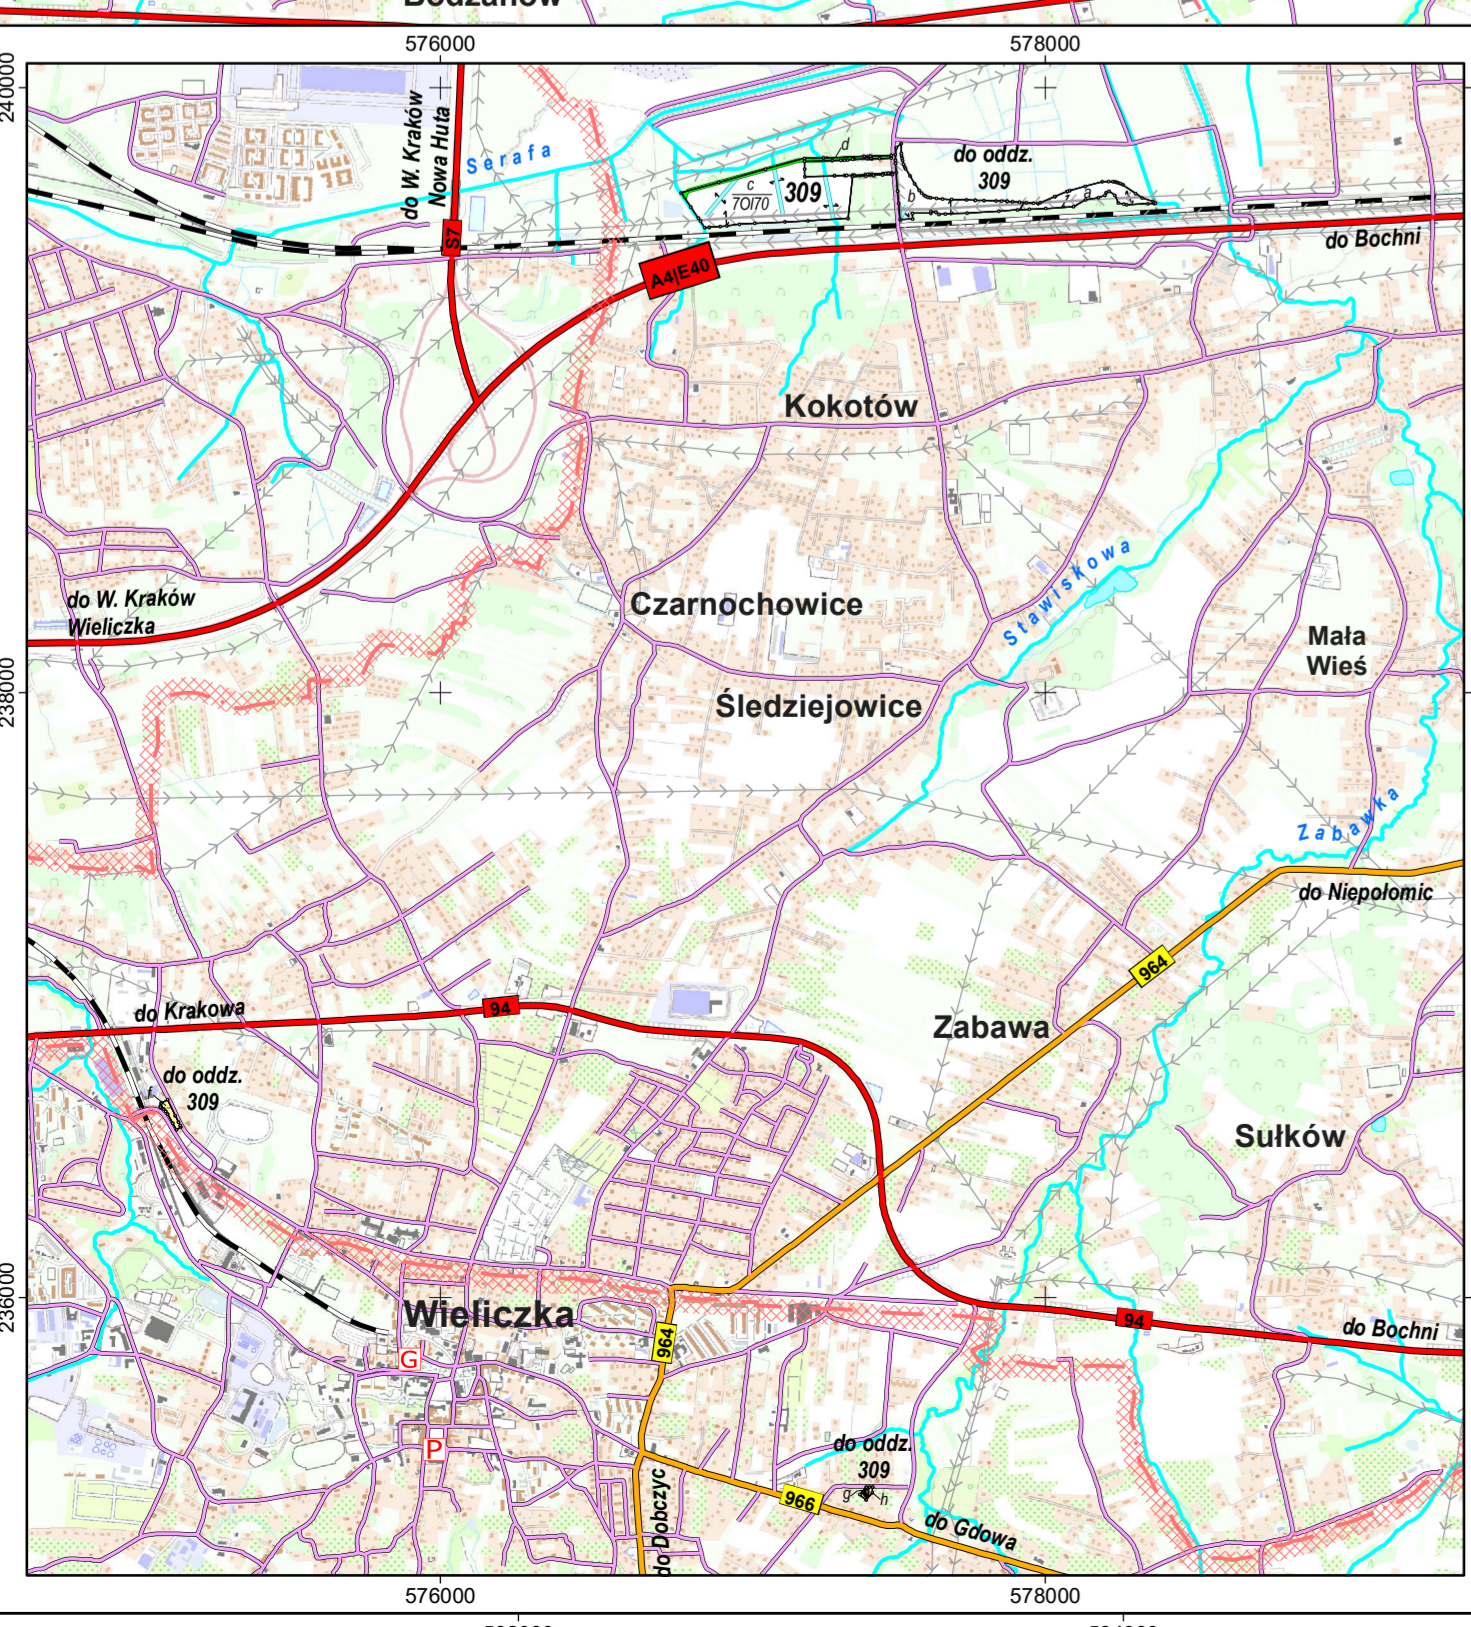 Bodzanów
576000
578000
240000
do W. Kraków
Nowa Huta
Serafa
S7
d
c
7OI70
309
do oddz.
309
b
a
A4|E40
do Bochni
Kokotów
do W. Kraków
Wieliczka
Czarnochowice
Stawiskowa
Mała
Wieś
238000
Śledziejowice
Zabawka
do Niepołomic
964
do Krakowa
94
Zabawa
do oddz.
309
f
Sułków
236000
Wieliczka
964
94
do Bochni
G
P
do oddz.
309
g
h
966
do Gdowa
do Dobczyc
576000
578000